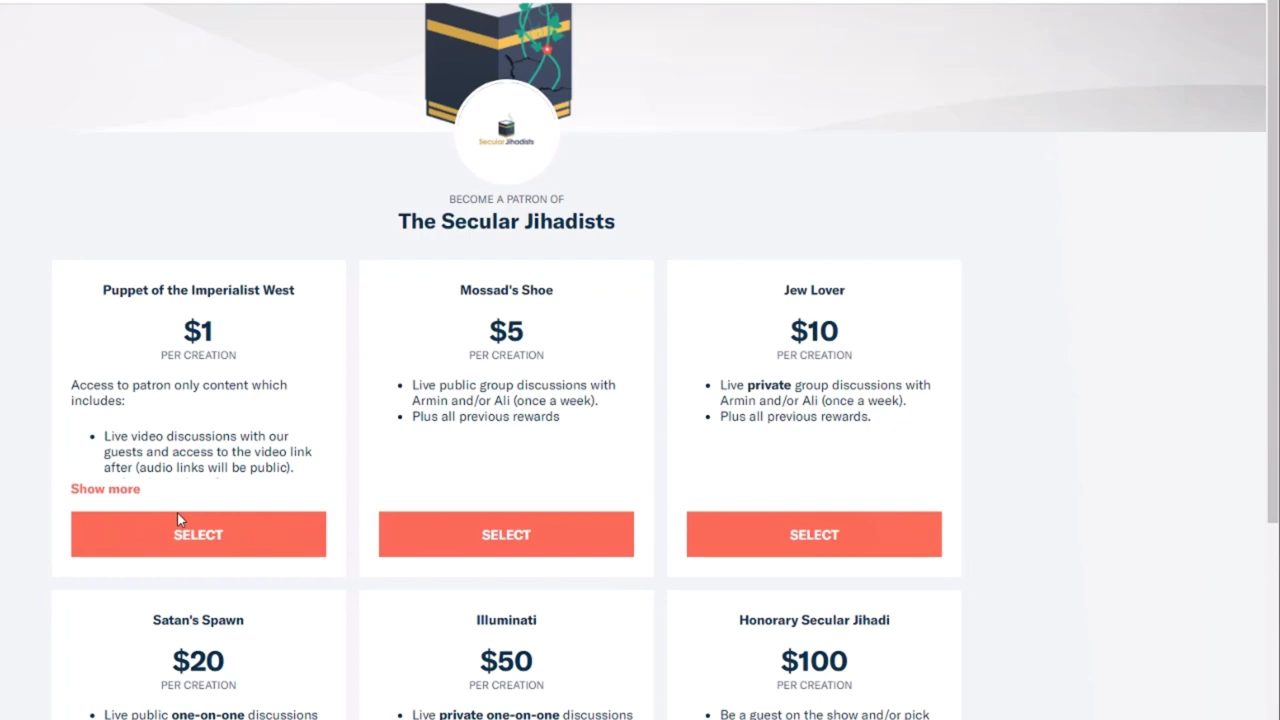 Secular Jihadists
BECOME A PATRON OF
The Secular Jihadists
Puppet of the Imperialist West
$1
PER CREATION
Access to patron only content which
includes:
• Live video discussions with our
guests and access to the video link
after (audio links will be public).
Show more
SELECT
Mossad's Shoe
$5
PER CREATION
• Live public group discussions with
Armin and/or Ali (once a week).
• Plus all previous rewards
SELECT
Jew Lover
$10
PER CREATION
• Live private group discussions with
Armin and/or Ali (once a week).
• Plus all previous rewards.
SELECT
Satan's Spawn
$20
PER CREATION
• Live public one-on-one discussions
Illuminati
$50
PER CREATION
• Live private one-on-one discussions
Honorary Secular Jihadi
$100
PER CREATION
• Be a guest on the show and/or pick